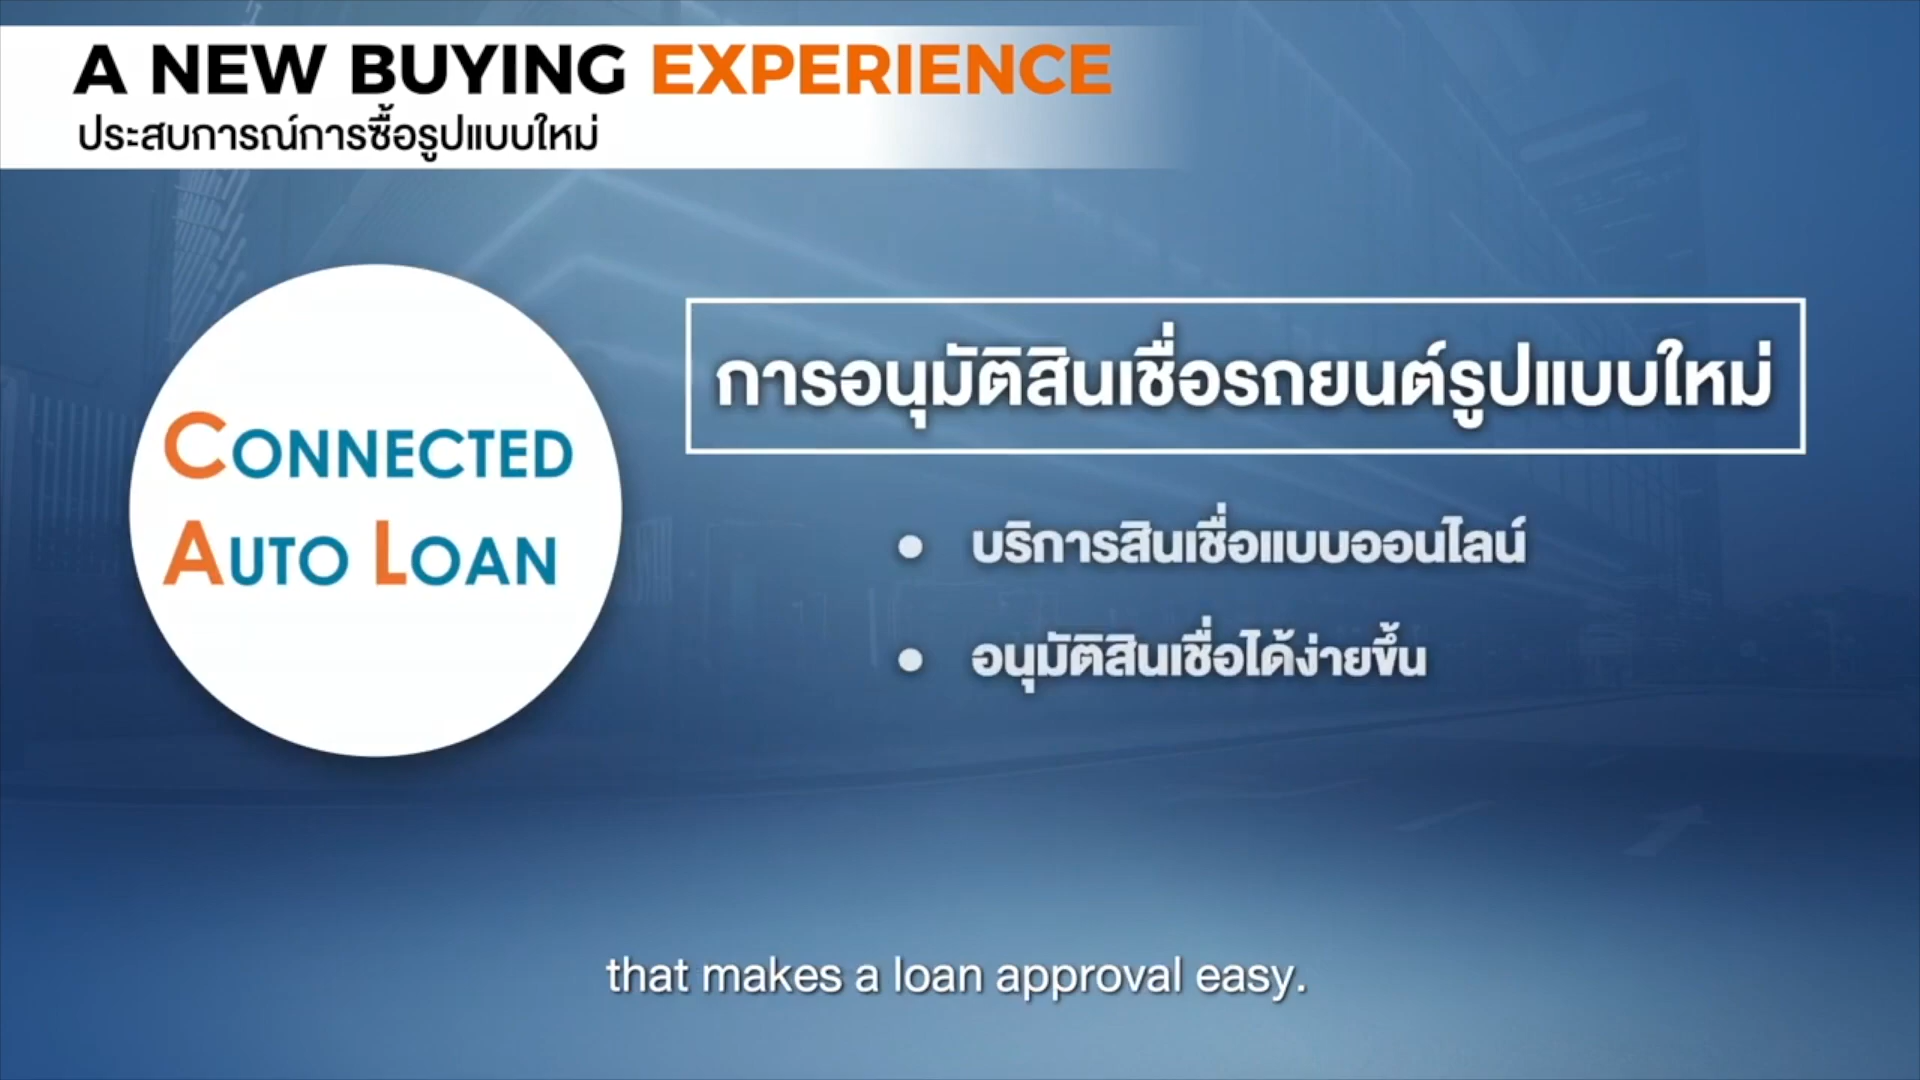 A NEW BUYING EXPERIENCE
ประสบการณ์การซื้อรูปแบบใหม่
CONNECTED
AUTO LOAN
การอนุมัติสินเชื่อรถยนต์รูปแบบใหม่
• บริการสินเชื่อแบบออนไลน์
• อนุมัติสินเชื่อได้ง่ายขึ้น
that makes a loan approval easy.